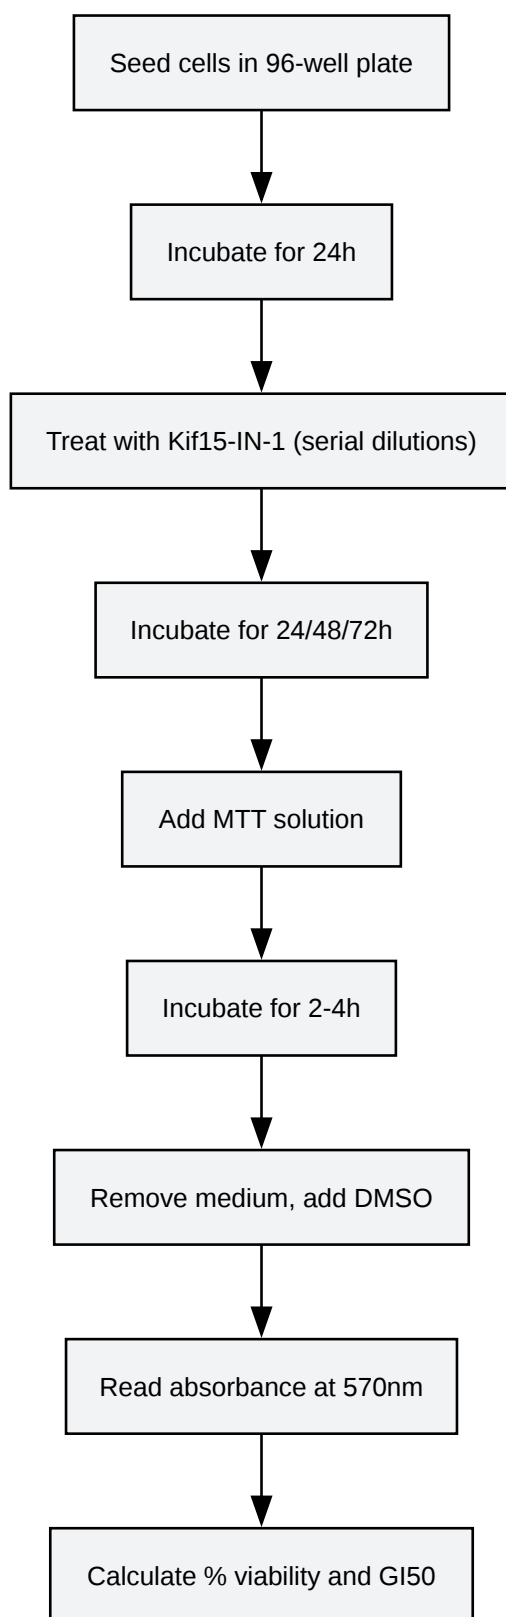 Seed cells in 96-well plate
Incubate for 24h
Treat with Kif15-IN-1 (serial dilutions)
Incubate for 24/48/72h
Add MTT solution
Incubate for 2-4h
Remove medium, add DMSO
Read absorbance at 570nm
Calculate % viability and GI50